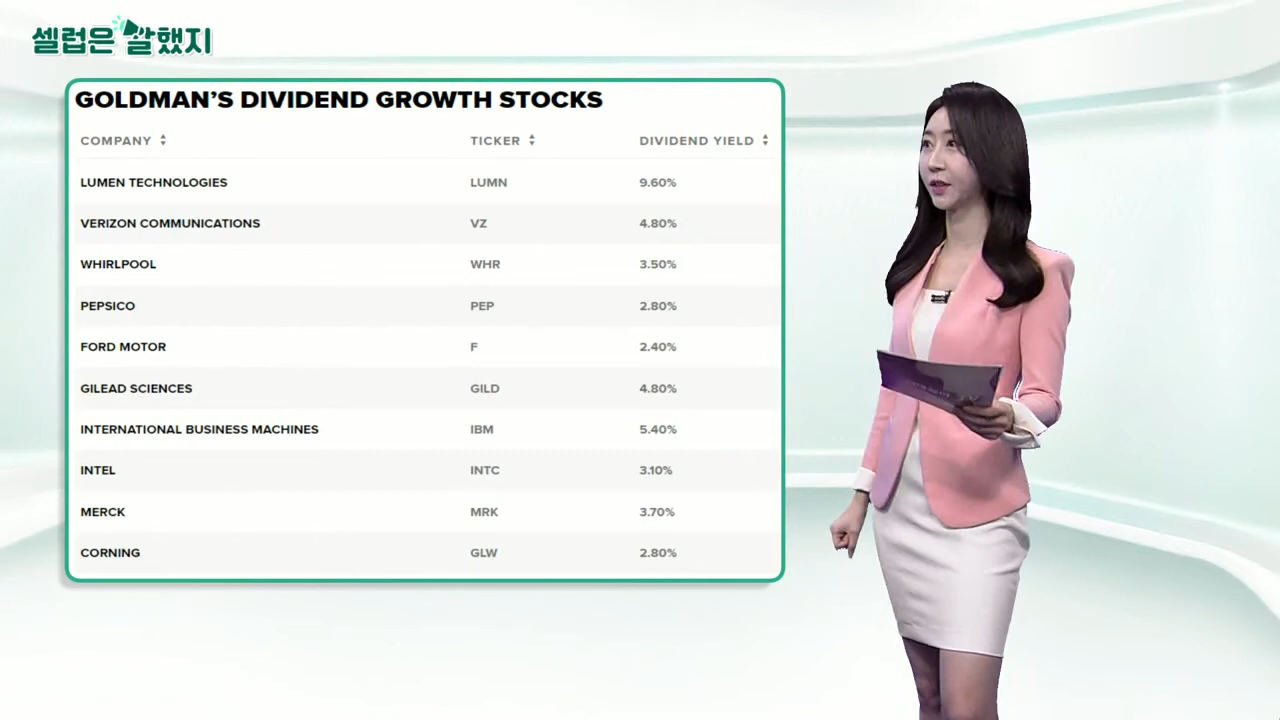 셀럽은 말했지
GOLDMAN’S DIVIDEND GROWTH STOCKS
COMPANY TICKER DIVIDEND YIELD
LUMEN TECHNOLOGIES LUMN 9.60%
VERIZON COMMUNICATIONS VZ 4.80%
WHIRLPOOL WHR 3.50%
PEPSICO PEP 2.80%
FORD MOTOR F 2.40%
GILEAD SCIENCES GILD 4.80%
INTERNATIONAL BUSINESS MACHINES IBM 5.40%
INTEL INTC 3.10%
MERCK MRK 3.70%
CORNING GLW 2.80%